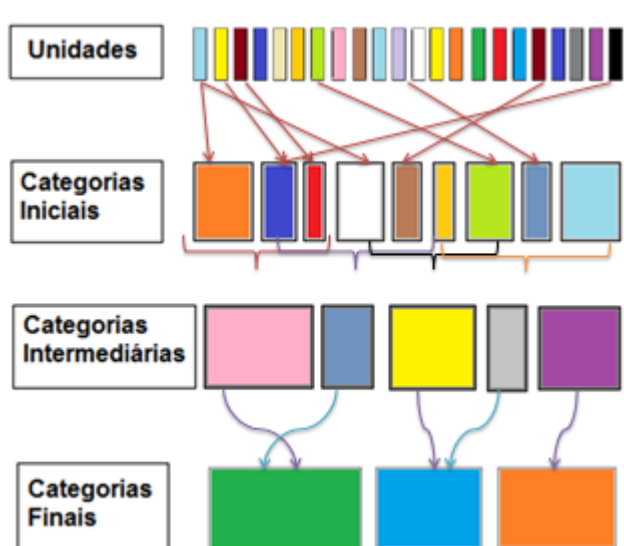 Unidades
Categorias
Iniciais
Categorias
Intermediárias
Categorias
Finais